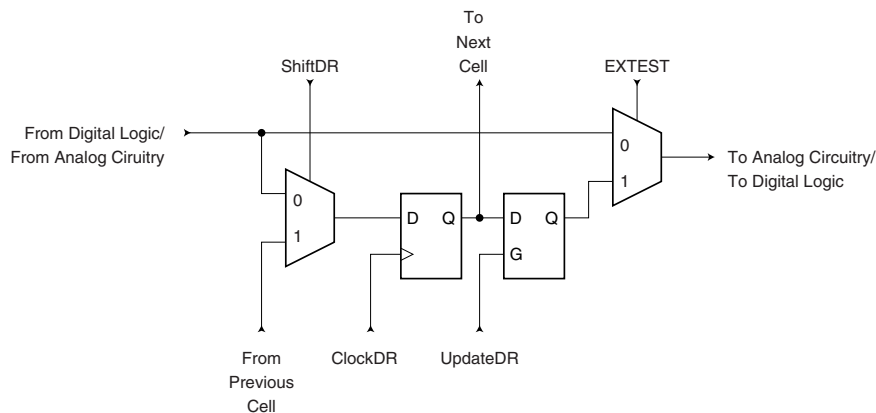 To
Next
Cell
ShiftDR
EXTEST
From Digital Logic/
From Analog Ciruitry
0
1
To Analog Circuitry/
To Digital Logic
0
1
D Q
D Q
G
From
Previous
Cell
ClockDR
UpdateDR